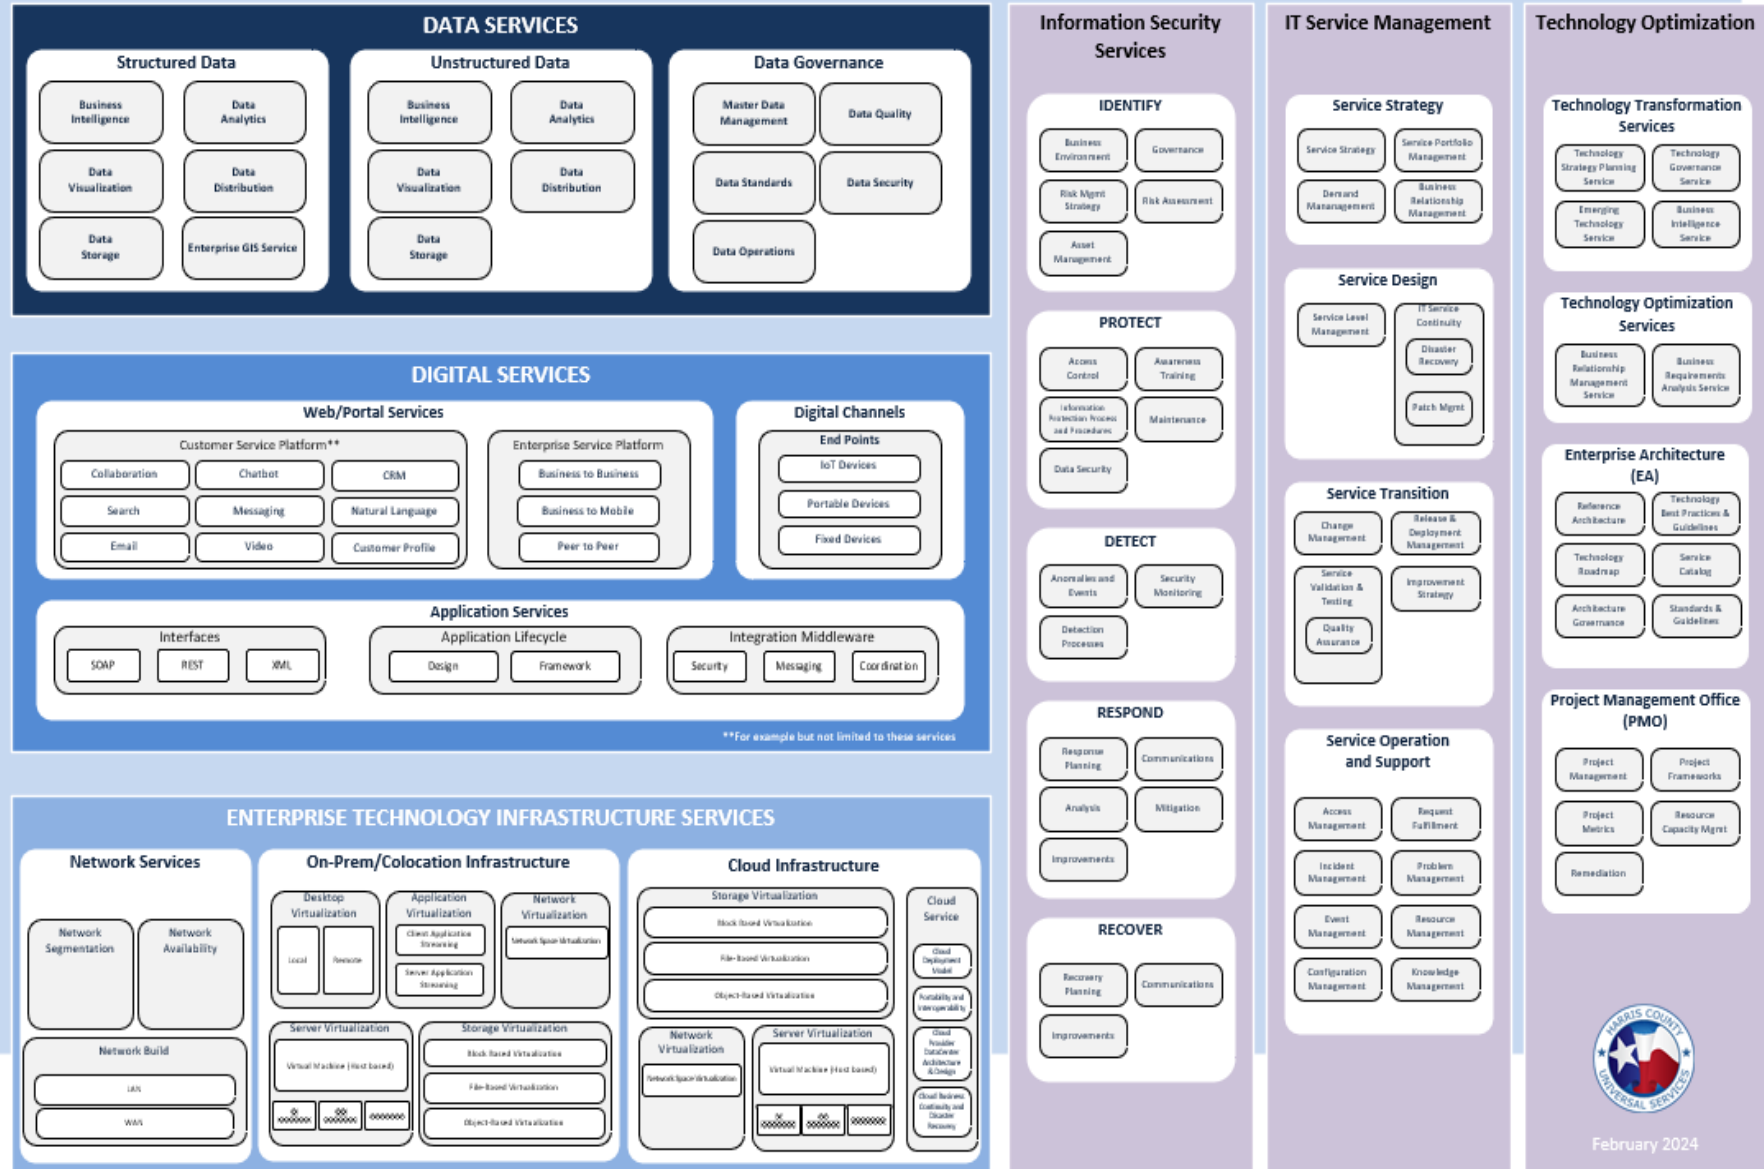 DATA SERVICES
Structured Data
Business
Intelligence
Data
Analytics
Data
Visualization
Data
Distribution
Data
Storage
Enterprise GIS Service
Unstructured Data
Business
Intelligence
Data
Analytics
Data
Visualization
Data
Distribution
Data
Storage
Data Governance
Master Data
Management
Data Quality
Data Standards
Data Security
Data Operations
DIGITAL SERVICES
Web/Portal Services
Customer Service Platform**
Collaboration
Chatbot
CRM
Search
Messaging
Natural Language
Email
Video
Customer Profile
Enterprise Service Platform
Business to Business
Business to Mobile
Peer to Peer
Digital Channels
End Points
IoT Devices
Portable Devices
Fixed Devices
Application Services
Interfaces
SOAP
REST
XML
Application Lifecycle
Design
Framework
Integration Middleware
Security
Messaging
Coordination
**For example but not limited to these services
ENTERPRISE TECHNOLOGY INFRASTRUCTURE SERVICES
Network Services
Network
Segmentation
Network
Availability
Network Build
LAN
WAN
On-Prem/Colocation Infrastructure
Desktop
Virtualization
Local
Remote
Application
Virtualization
Client Application
Streaming
Server Application
Streaming
Network
Virtualization
Network Space Virtualization
Server Virtualization
Virtual Machine (Host based)
Storage Virtualization
Block Based Virtualization
File-Based Virtualization
Object-Based Virtualization
Cloud Infrastructure
Storage Virtualization
Block Based Virtualization
File-Based Virtualization
Object-Based Virtualization
Network
Virtualization
Network Space Virtualization
Server Virtualization
Virtual Machine (Host based)
Cloud
Service
Cloud
Deployment
Model
Portability and
Interoperability
Cloud
Provider
DataCenter
Architecture
& Design
Cloud Business
Continuity and
Disaster
Recovery
Information Security
Services
IDENTIFY
Business
Environment
Governance
Risk Mgmt
Strategy
Risk Assessment
Asset
Management
PROTECT
Access
Control
Awareness
Training
Information
Protection Process
and Procedures
Maintenance
Data Security
DETECT
Anomalies and
Events
Security
Monitoring
Detection
Processes
RESPOND
Response
Planning
Communications
Analysis
Mitigation
Improvements
RECOVER
Recovery
Planning
Communications
Improvements
IT Service Management
Service Strategy
Service Strategy
Service Portfolio
Management
Demand
Mananagement
Business
Relationship
Management
Service Design
Service Level
Management
IT Service
Continuity
Disaster
Recovery
Patch Mgmt
Service Transition
Change
Management
Release &
Deployment
Management
Service
Validation &
Testing
Quality
Assurance
Improvement
Strategy
Service Operation
and Support
Access
Management
Request
Fulfillment
Incident
Management
Problem
Management
Event
Management
Resource
Management
Configuration
Management
Knowledge
Management
Technology Optimization
Technology Transformation
Services
Technology
Strategy Planning
Service
Technology
Governance
Service
Emerging
Technology
Service
Business
Intelligence
Service
Technology Optimization
Services
Business
Relationship
Management
Service
Business
Requirements
Analysis Service
Enterprise Architecture
(EA)
Reference
Architecture
Technology
Best Practices &
Guidelines
Technology
Roadmap
Service
Catalog
Architecture
Governance
Standards &
Guidelines
Project Management Office
(PMO)
Project
Management
Project
Frameworks
Project
Metrics
Resource
Capacity Mgmt
Remediation
HARRIS COUNTY
UNIVERSAL SERVICES
February 2024